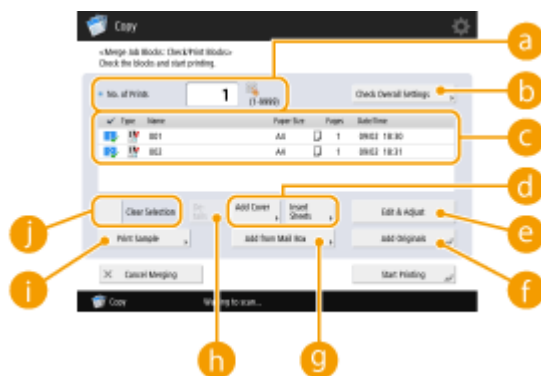 Copy
<Merge Job Blocks: Check/Print Blocks>
Check the blocks and start printing.
a
No. of Prints
1
(1-9999)
Check Overall Settings
b
Type Name Paper Size Pages Date/Time
001 A4 1 09/03 18:30
002 A4 1 09/03 18:31
c
d
j
Clear Selection
Add Cover
Insert Sheets
Edit & Adjust
e
Print Sample
Add from Mail Box
Add Originals
i
Cancel Merging
Start Printing
f
Copy
Waiting to scan...
h
g